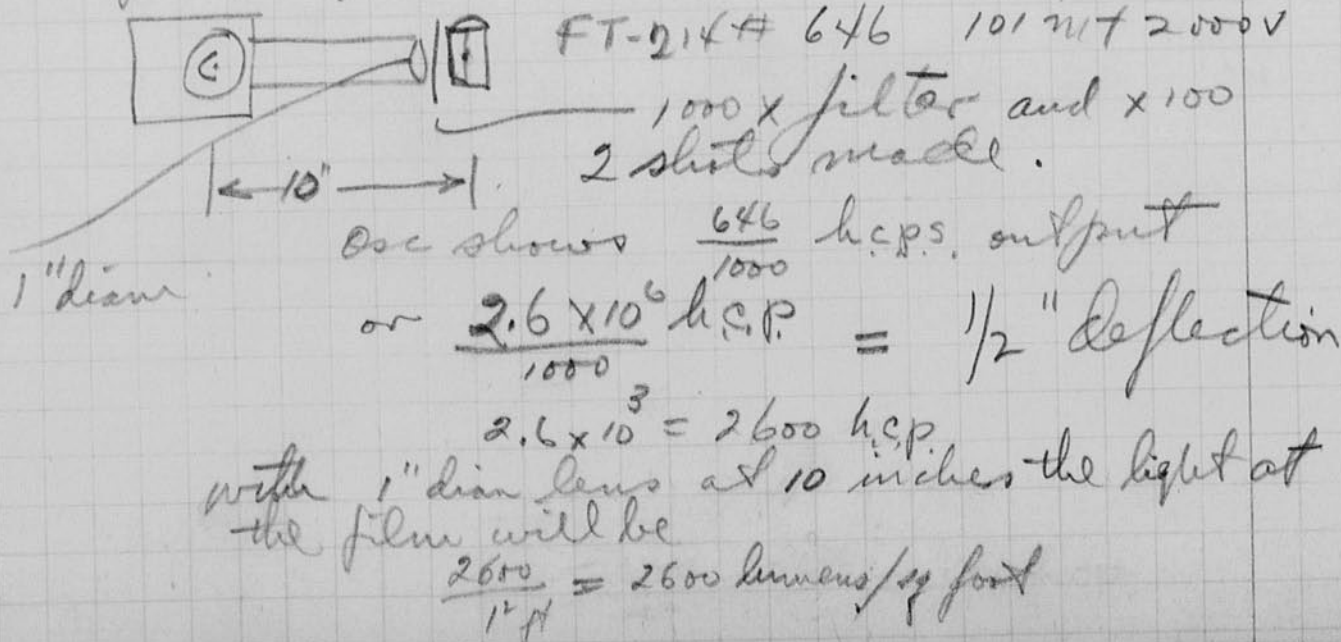 FT-214 # 646 101 mf 2000v
1000 x filter and x 100
2 shots made.
10"
1" diam
Osc shows 646/1000 h.c.p.s. output
or 2.6 x 10^6/1000 h.c.p. = 1/2" deflection
2.6 x 10^3 = 2600 h.c.p.
with 1" diam lens at 10 inches the light at
the film will be
2600/1² ft = 2600 lumens/sq foot